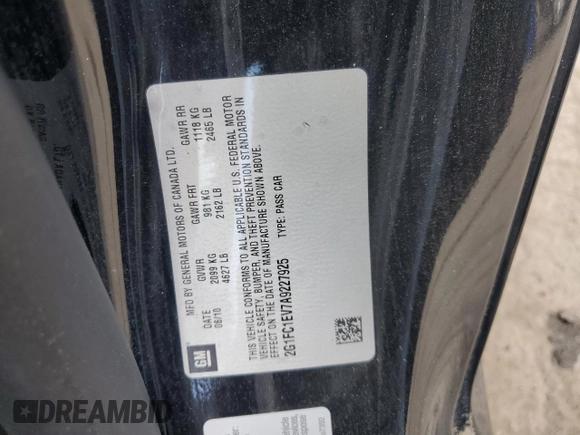 MFD BY GENERAL MOTORS OF CANADA LTD.
DATE GVWR GAWR FRT GAWR RR
06/10 2099 KG 981 KG 1118 KG
4627 LB 2162 LB 2465 LB
THIS VEHICLE CONFORMS TO ALL APPLICABLE U.S. FEDERAL MOTOR
VEHICLE SAFETY, BUMPER, AND THEFT PREVENTION STANDARDS IN
EFFECT ON THE DATE OF MANUFACTURE SHOWN ABOVE.
2G1FC1EV7A9227925 TYPE: PASS CAR
GM
DREAMBID